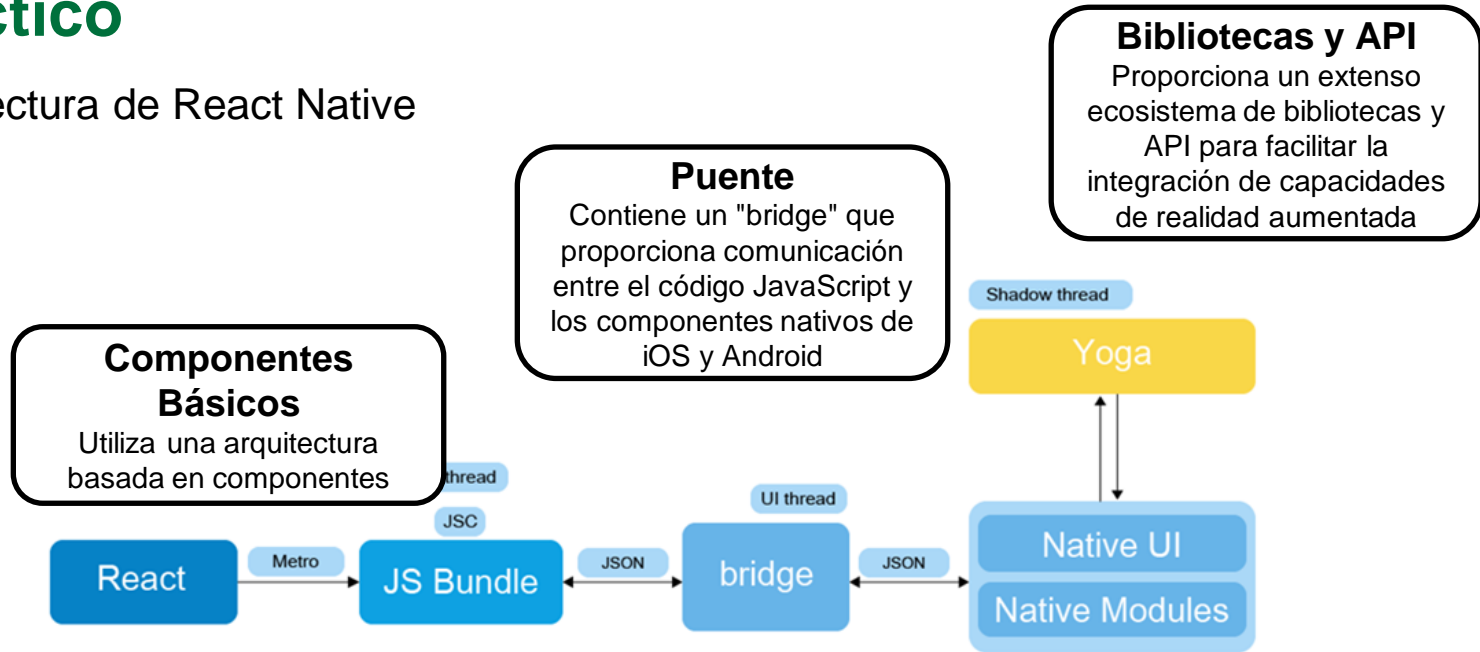 ctico
ectura de React Native
Bibliotecas y API
Proporciona un extenso
ecosistema de bibliotecas y
API para facilitar la
integración de capacidades
de realidad aumentada
Puente
Contiene un "bridge" que
proporciona comunicación
entre el código JavaScript y
los componentes nativos de
iOS y Android
Componentes
Básicos
Utiliza una arquitectura
basada en componentes
Shadow thread
Yoga
thread
JSC
UI thread
React
Metro
JS Bundle
JSON
bridge
JSON
Native UI
Native Modules